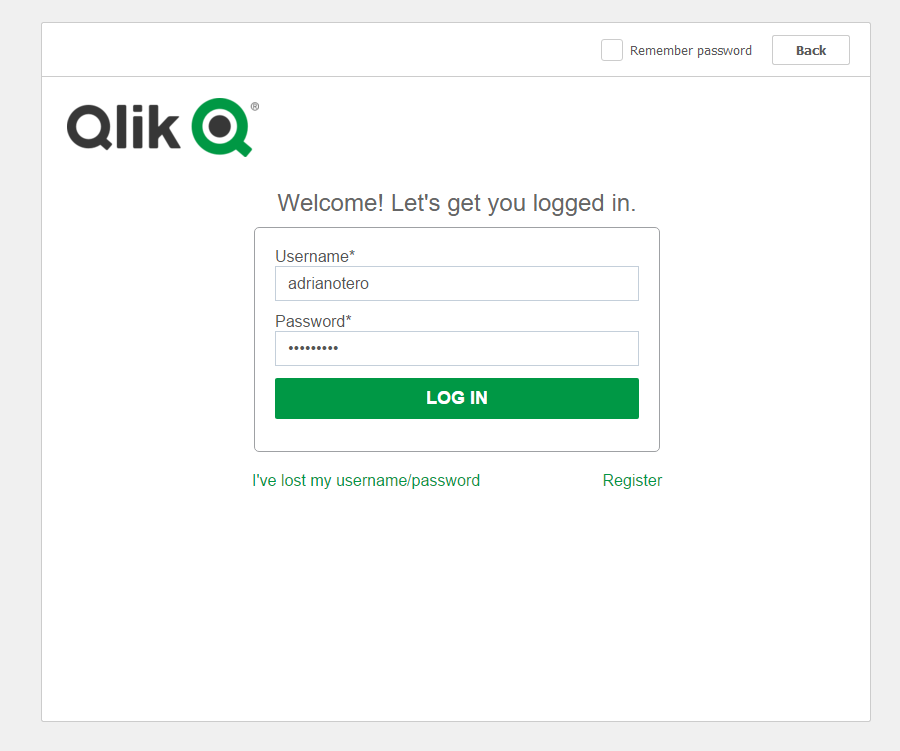 Remember password Back
Qlik ®
Welcome! Let's get you logged in.
Username*
adrianotero
Password*
•••••••••
LOG IN
I've lost my username/password Register